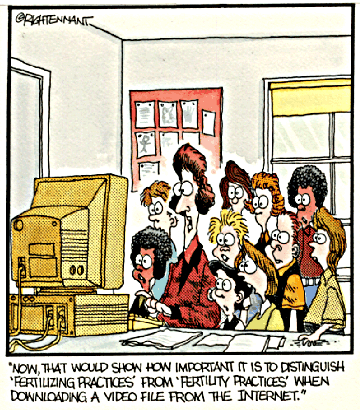 ©RICHTENNANT
"NOW, THAT WOULD SHOW HOW IMPORTANT IT IS TO DISTINGUISH
'FERTILIZING PRACTICES' FROM 'FERTILITY PRACTICES' WHEN
DOWNLOADING A VIDEO FILE FROM THE INTERNET."